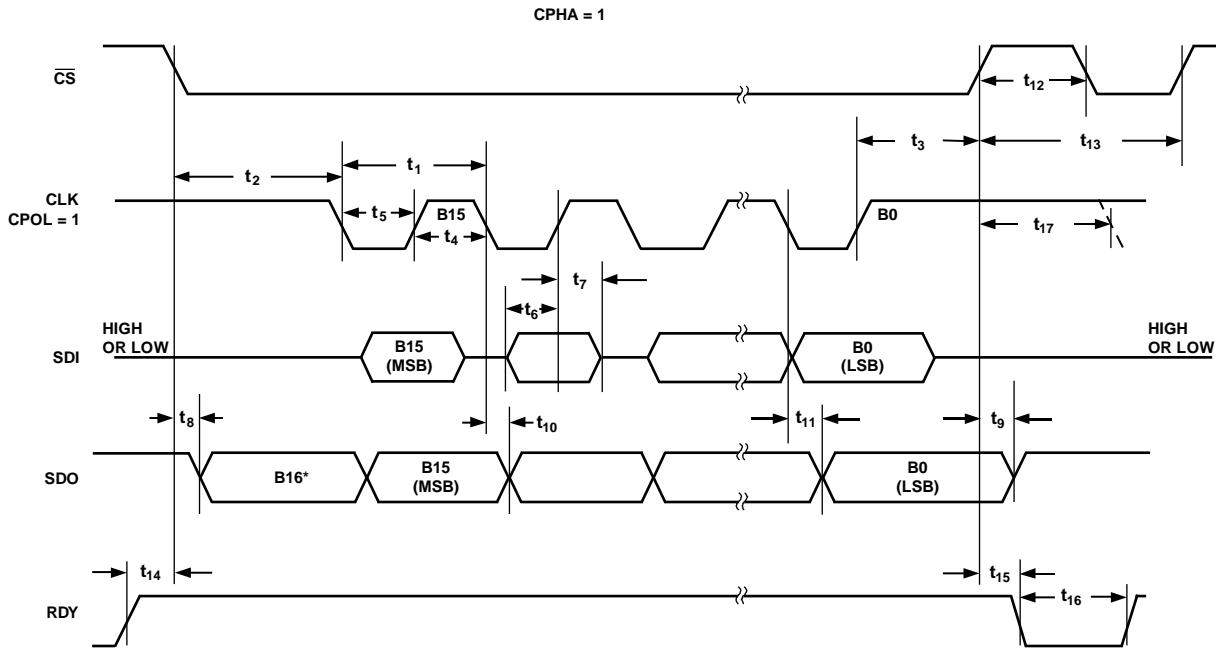 CPHA = 1
CS
t12
t3
t13
t1
t2
CLK
CPOL = 1
t5
B15
t4
B0
t17
t7
t6
HIGH
OR LOW
SDI
B15
(MSB)
B0
(LSB)
HIGH
OR LOW
t8
t10
t11
t9
SDO
B16*
B15
(MSB)
B0
(LSB)
t14
t15
t16
RDY